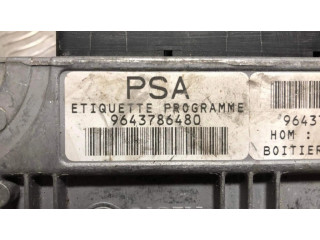 PSA
ETIQUETTE PROGRAMME
9643786480
9643
HOM :
BOITIER